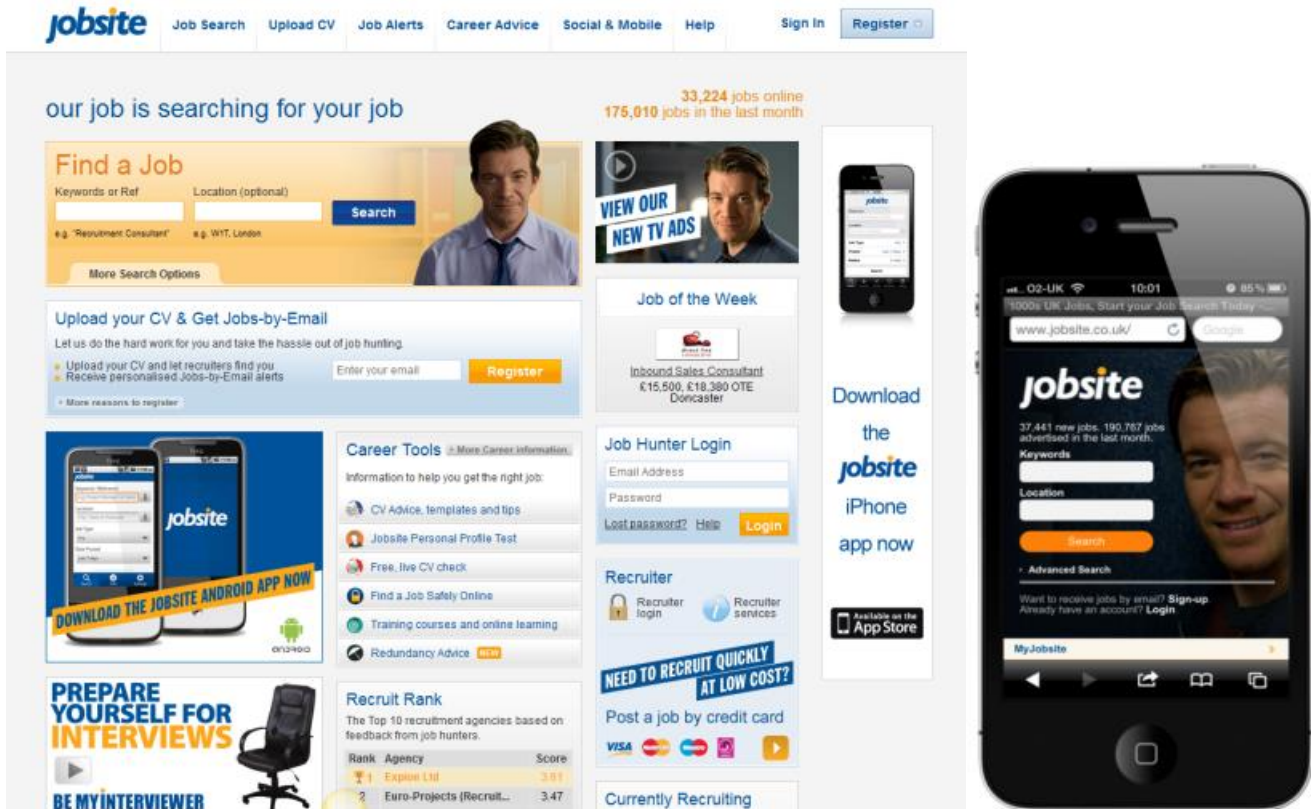 jobsite
Job Search Upload CV Job Alerts Career Advice Social & Mobile Help Sign In Register
our job is searching for your job
33,224 jobs online
175,010 jobs in the last month
Find a Job
Keywords or Ref Location (optional)
Search
e.g. "Recruitment Consultant" e.g. W1T, London
More Search Options
Upload your CV & Get Jobs-by-Email
Let us do the hard work for you and take the hassle out of job hunting.
Upload your CV and let recruiters find you
Receive personalised Jobs-by-Email alerts
Enter your email Register
+ More reasons to register
jobsite
jobsite
DOWNLOAD THE JOBSITE ANDROID APP NOW
ANDROID
PREPARE
YOURSELF FOR
INTERVIEWS
BE MY INTERVIEWER
Career Tools + More Career information
Information to help you get the right job:
CV Advice, templates and tips
Jobsite Personal Profile Test
Free, live CV check
Find a Job Safely Online
Training courses and online learning
Redundancy Advice NEW
Recruit Rank
The Top 10 recruitment agencies based on
feedback from job hunters.
Rank Agency Score
1 Expion Ltd 3.61
2 Euro-Projects (Recruit... 3.47
VIEW OUR
NEW TV ADS
Job of the Week
Inbound Sales Consultant
£15,500, £18,380 OTE
Doncaster
Job Hunter Login
Email Address
Password
Lost password? Help Login
Recruiter
Recruiter
login
Recruiter
services
NEED TO RECRUIT QUICKLY
AT LOW COST?
Post a job by credit card
VISA
Currently Recruiting
jobsite
Download
the
jobsite
iPhone
app now
Available on the
App Store
O2-UK 10:01 85%
1000s UK Jobs, Start your Job Search Today -...
www.jobsite.co.uk/ Google
jobsite
37,441 new jobs. 190,767 jobs
advertised in the last month.
Keywords
Location
Search
Advanced Search
Want to receive jobs by email? Sign-up.
Already have an account? Login.
MyJobsite